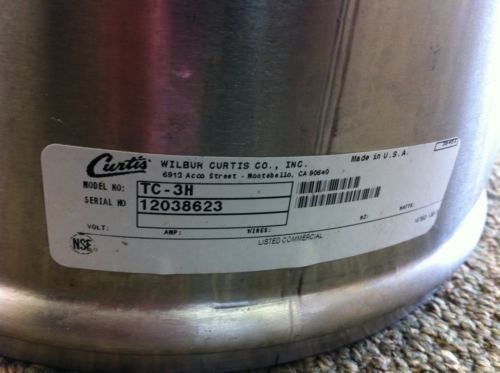 Curtis WILBUR CURTIS CO., INC. Made in U.S.A.
6913 Acco Street - Montebello, CA 90640
MODEL NO: TC-3H
SERIAL NO 12038623
VOLT: AMP: WIRES: HZ: WATTS:
LISTED COMMERCIAL
NSF